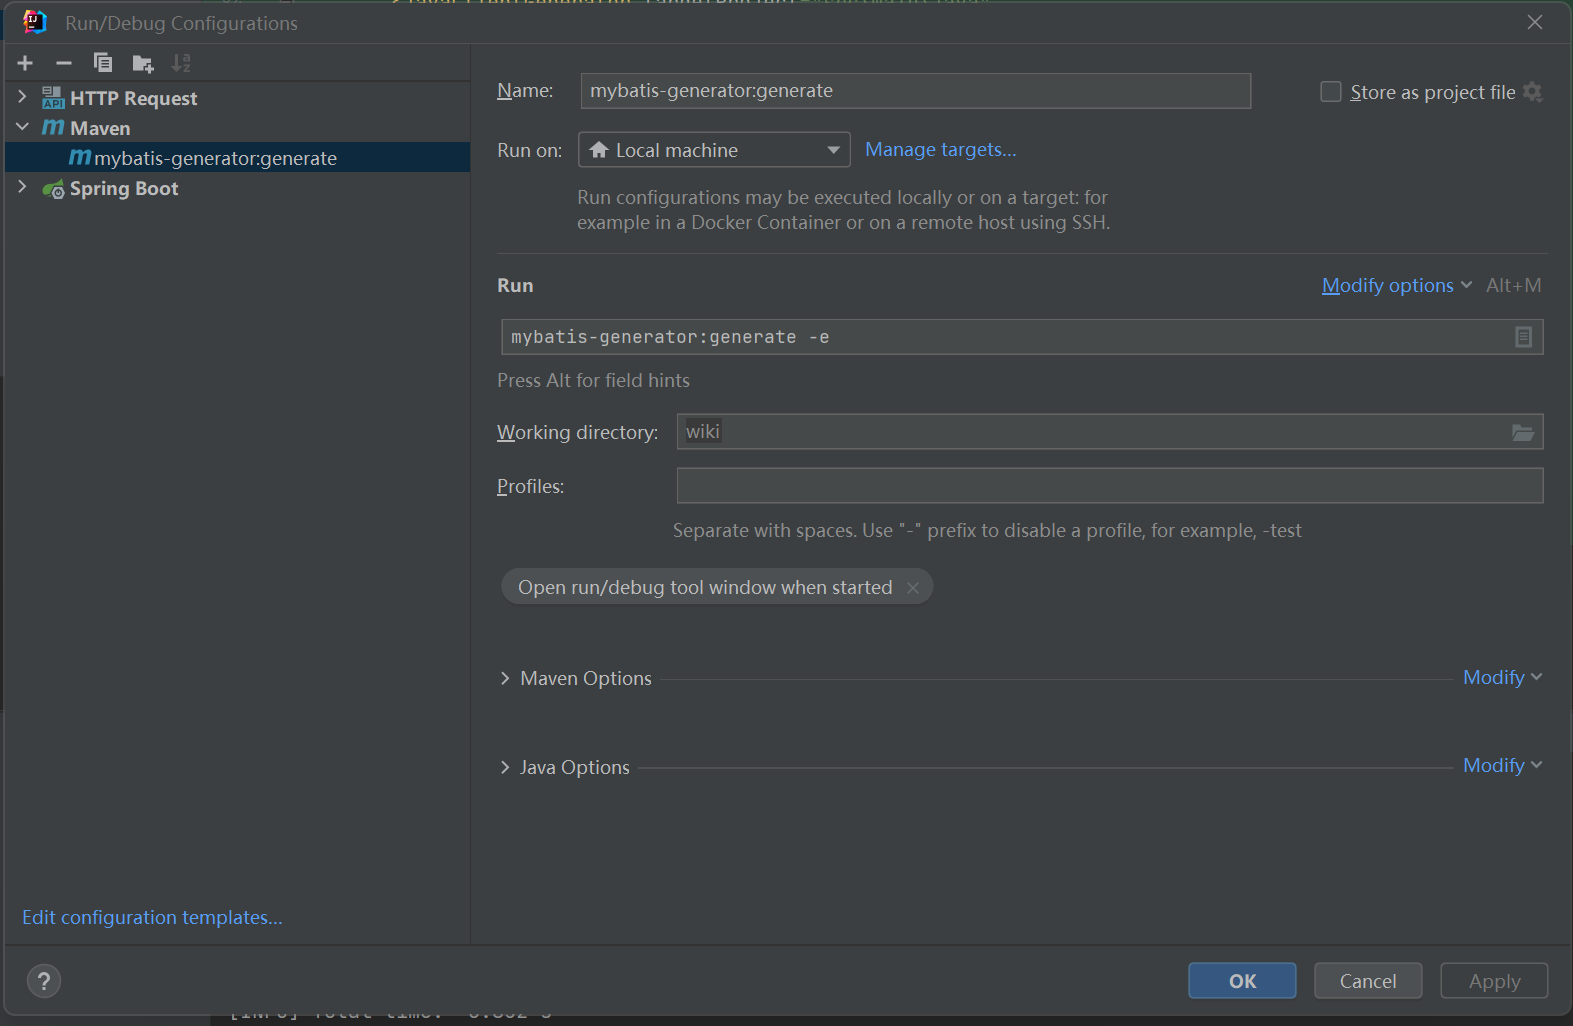 Run/Debug Configurations
HTTP Request
Maven
mybatis-generator:generate
Spring Boot
Edit configuration templates...
Name: mybatis-generator:generate
Store as project file
Run on: Local machine Manage targets...
Run configurations may be executed locally or on a target: for
example in a Docker Container or on a remote host using SSH.
Run Modify options Alt+M
mybatis-generator:generate -e
Press Alt for field hints
Working directory: wiki
Profiles:
Separate with spaces. Use "-" prefix to disable a profile, for example, -test
Open run/debug tool window when started
Maven Options Modify
Java Options Modify
? OK Cancel Apply